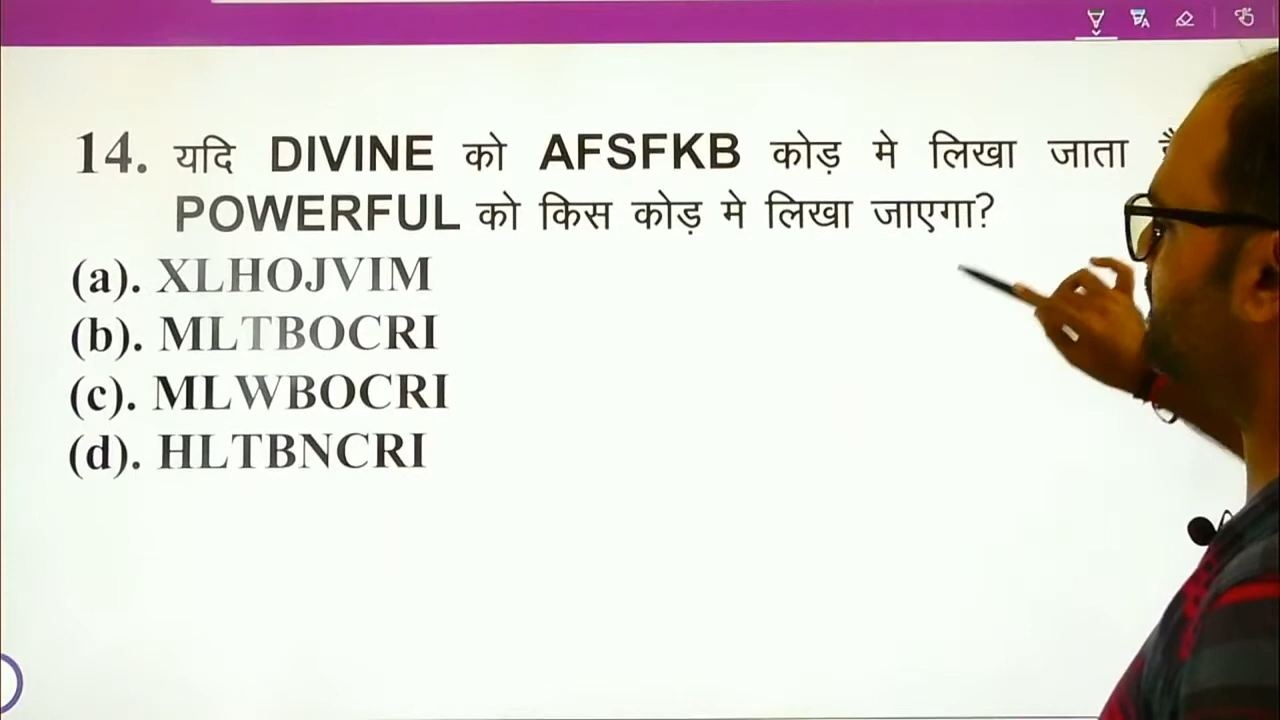 14. यदि DIVINE को AFSFKB कोड़ मे लिखा जाता
POWERFUL को किस कोड़ मे लिखा जाएगा?
(a). XLHOJVIM
(b). MLTBOCRI
(c). MLWBOCRI
(d). HLTBNCRI